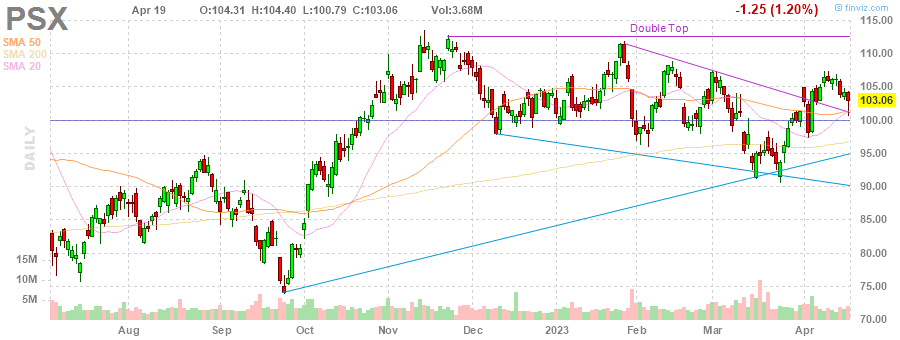 PSX
Apr 19
O:104.31 H:104.40 L:100.79 C:103.06
Vol:3.68M
-1.25 (1.20%)
© finviz.com
SMA 50
SMA 200
SMA 20
DAILY
Double Top
115.00
110.00
105.00
103.06
100.00
95.00
90.00
85.00
80.00
75.00
70.00
15M
10M
5M
Aug
Sep
Oct
Nov
Dec
2023
Feb
Mar
Apr